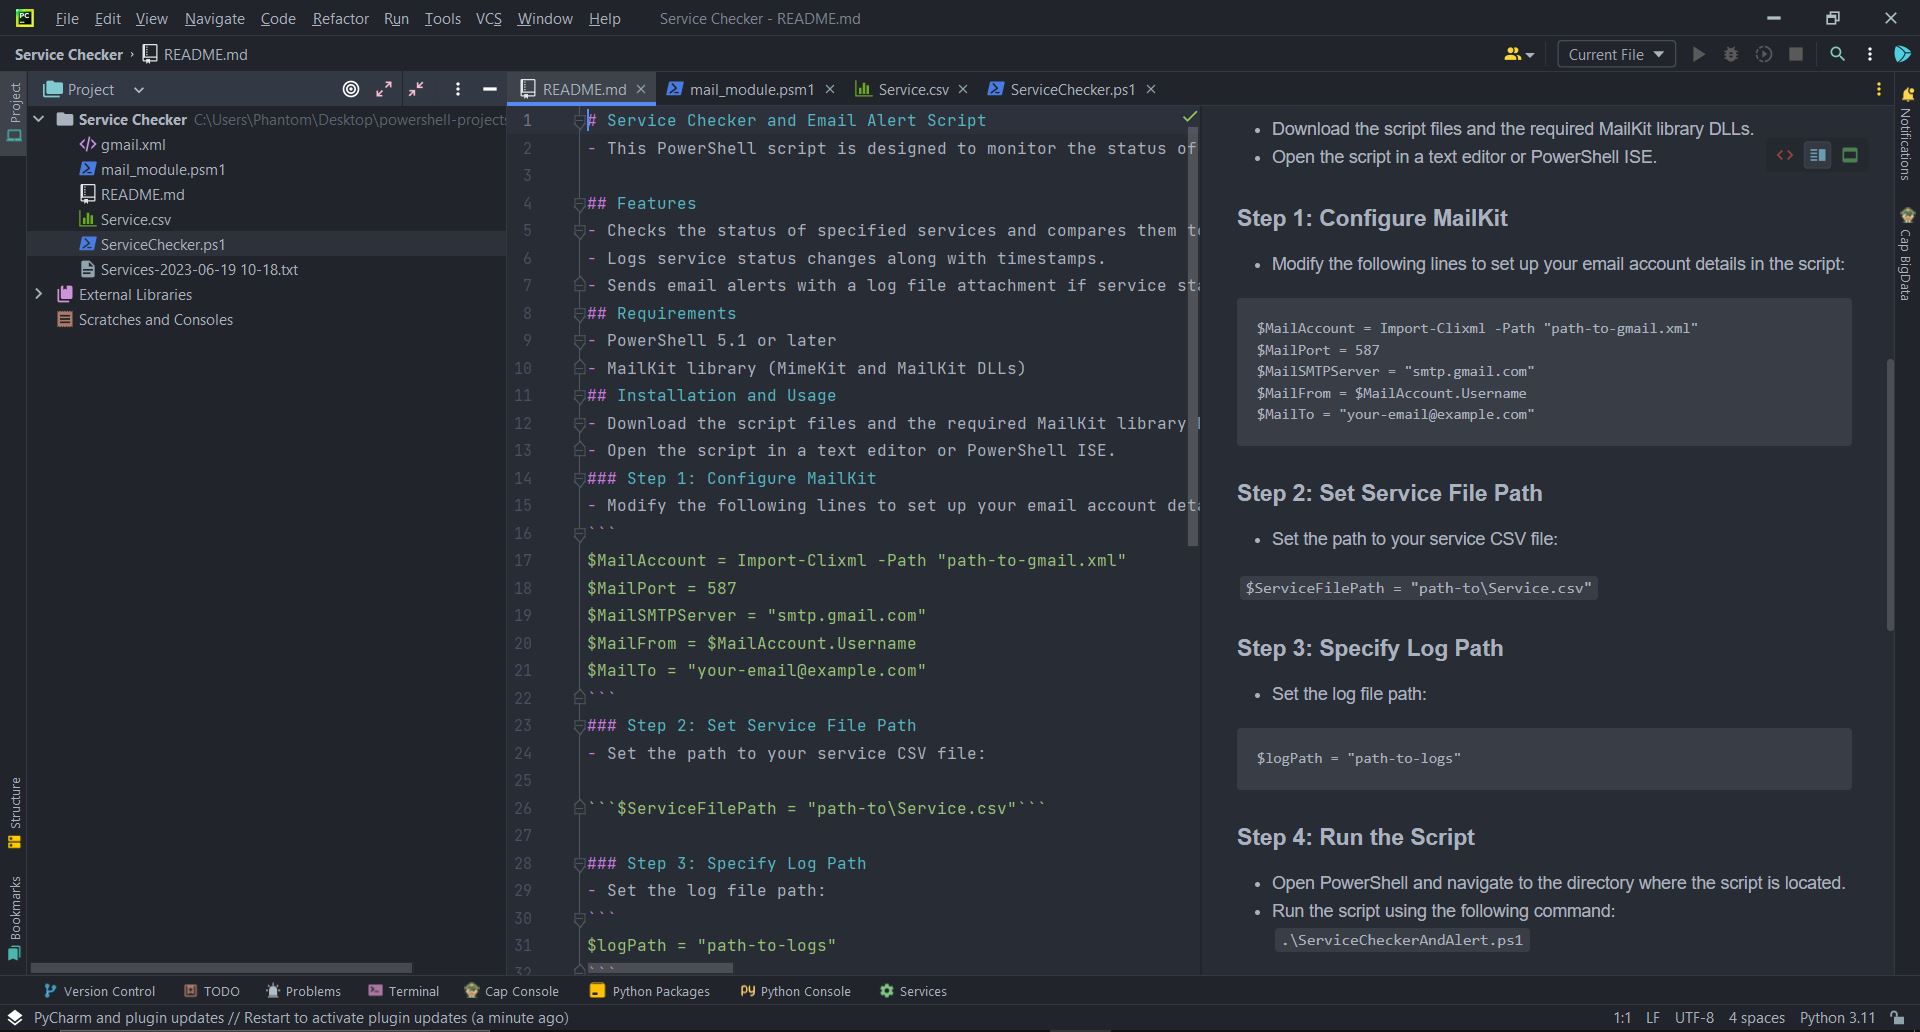 PC File Edit View Navigate Code Refactor Run Tools VCS Window Help Service Checker - README.md
Service Checker › README.md Current File
Project README.md mail_module.psm1 Service.csv ServiceChecker.ps1
Project
Structure
Bookmarks
Service Checker C:\Users\Phantom\Desktop\powershell-projects
gmail.xml
mail_module.psm1
README.md
Service.csv
ServiceChecker.ps1
Services-2023-06-19 10-18.txt
External Libraries
Scratches and Consoles
1 # Service Checker and Email Alert Script
2 - This PowerShell script is designed to monitor the status of
3
4 ## Features
5 - Checks the status of specified services and compares them to
6 - Logs service status changes along with timestamps.
7 - Sends email alerts with a log file attachment if service sta
8 ## Requirements
9 - PowerShell 5.1 or later
10 - MailKit library (MimeKit and MailKit DLLs)
11 ## Installation and Usage
12 - Download the script files and the required MailKit library
13 - Open the script in a text editor or PowerShell ISE.
14 ### Step 1: Configure MailKit
15 - Modify the following lines to set up your email account deta
16 ```
17 $MailAccount = Import-Clixml -Path "path-to-gmail.xml"
18 $MailPort = 587
19 $MailSMTPServer = "smtp.gmail.com"
20 $MailFrom = $MailAccount.Username
21 $MailTo = "your-email@example.com"
22 ```
23 ### Step 2: Set Service File Path
24 - Set the path to your service CSV file:
25
26 ```$ServiceFilePath = "path-to\Service.csv"```
27
28 ### Step 3: Specify Log Path
29 - Set the log file path:
30 ```
31 $logPath = "path-to-logs"
32 ```
• Download the script files and the required MailKit library DLLs.
• Open the script in a text editor or PowerShell ISE.
Step 1: Configure MailKit
• Modify the following lines to set up your email account details in the script:
$MailAccount = Import-Clixml -Path "path-to-gmail.xml"
$MailPort = 587
$MailSMTPServer = "smtp.gmail.com"
$MailFrom = $MailAccount.Username
$MailTo = "your-email@example.com"
Step 2: Set Service File Path
• Set the path to your service CSV file:
$ServiceFilePath = "path-to\Service.csv"
Step 3: Specify Log Path
• Set the log file path:
$logPath = "path-to-logs"
Step 4: Run the Script
• Open PowerShell and navigate to the directory where the script is located.
• Run the script using the following command:
.\ServiceCheckerAndAlert.ps1
Notifications
Cap BigData
Version Control TODO Problems Terminal Cap Console Python Packages Python Console Services
PyCharm and plugin updates // Restart to activate plugin updates (a minute ago) 1:1 LF UTF-8 4 spaces Python 3.11